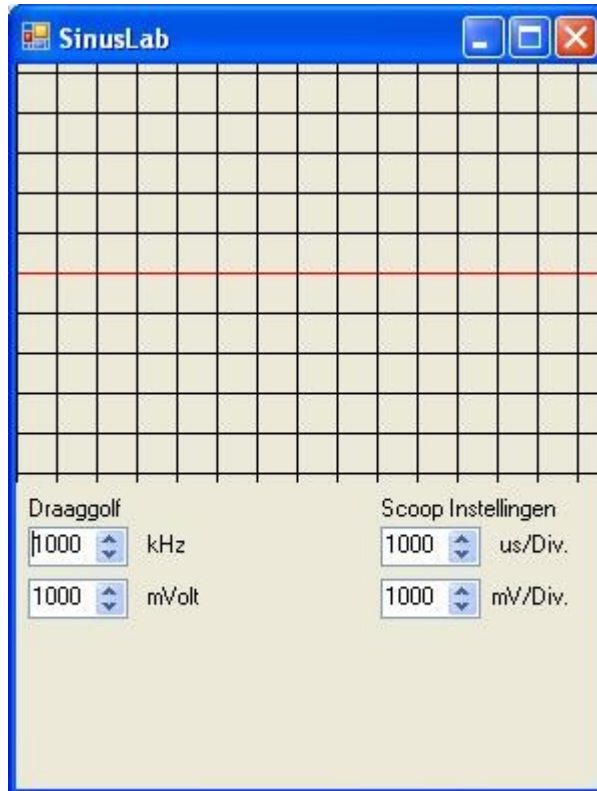 SinusLab
Draaggolf Scoop Instellingen
1000 kHz 1000 us/Div.
1000 mVolt 1000 mV/Div.